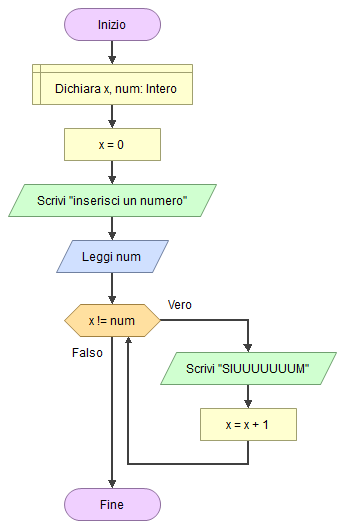 Inizio
Dichiara x, num: Intero
x = 0
Scrivi "inserisci un numero"
Leggi num
x != num
Vero
Falso
Scrivi "SIUUUUUUUM"
x = x + 1
Fine